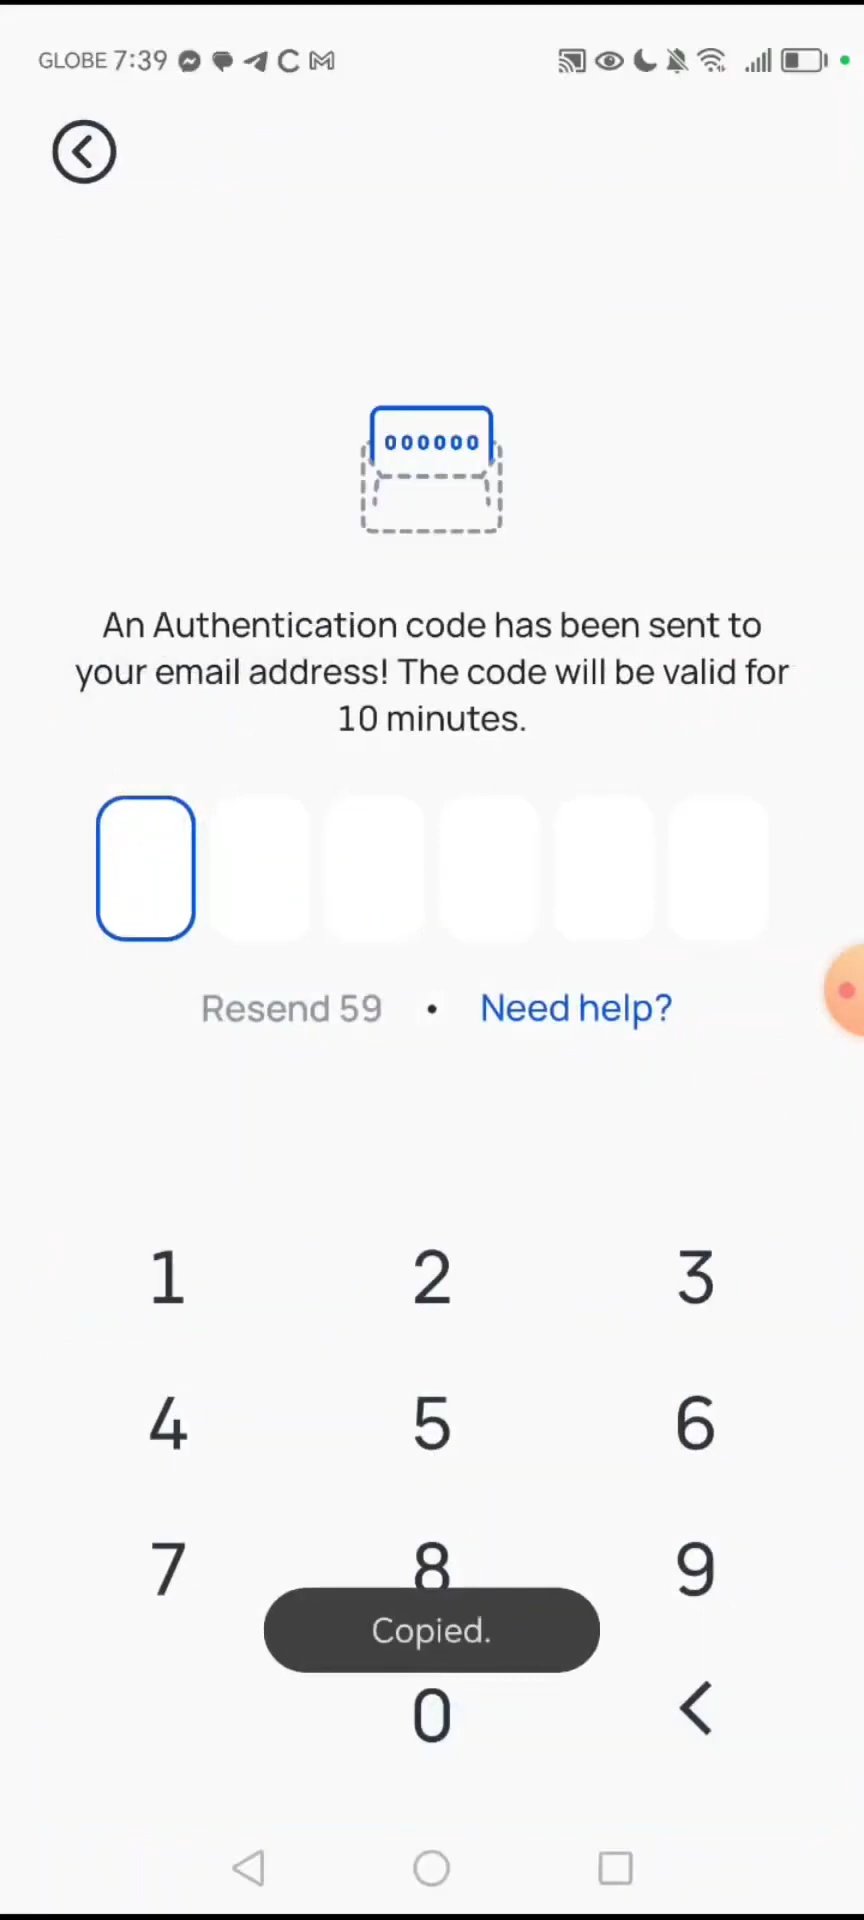 GLOBE 7:39
000000
An Authentication code has been sent to
your email address! The code will be valid for
10 minutes.
Resend 59 • Need help?
1 2 3
4 5 6
7 8 9
Copied.
0